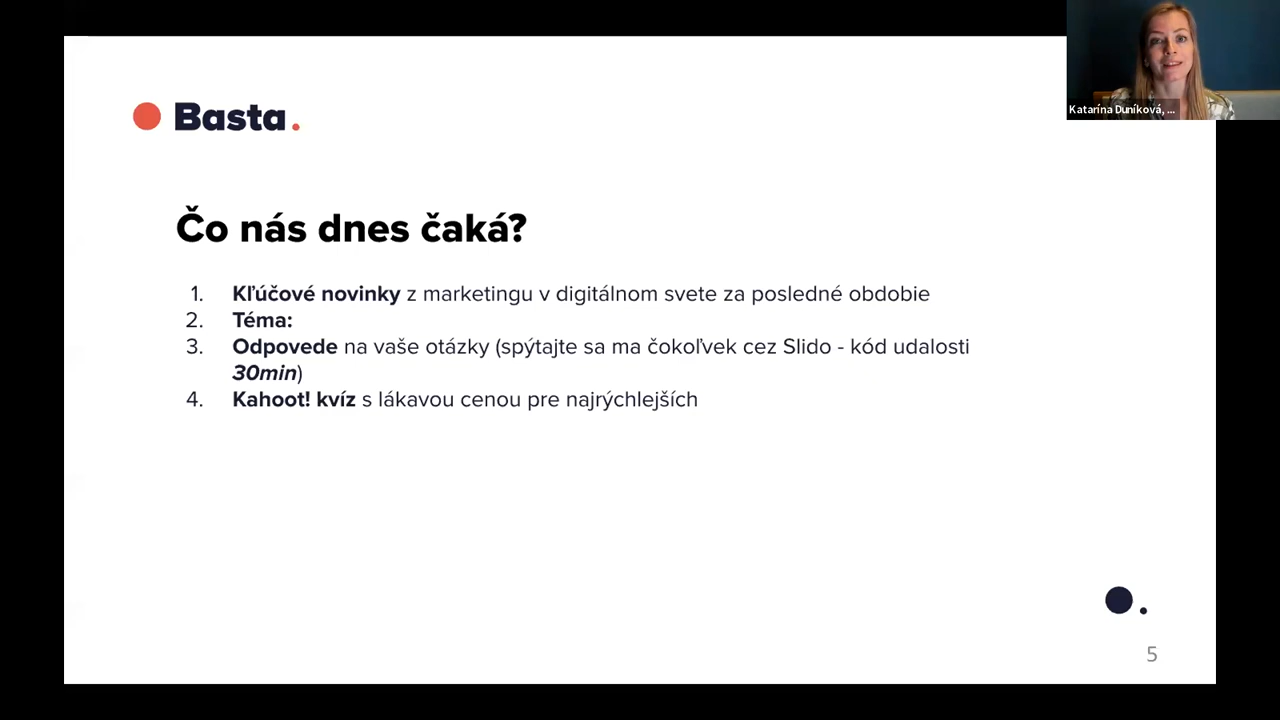 Basta.
Katarína Duníková, ...
Čo nás dnes čaká?
1. Kľúčové novinky z marketingu v digitálnom svete za posledné obdobie
2. Téma:
3. Odpovede na vaše otázky (spýtajte sa ma čokoľvek cez Slido - kód udalosti
30min)
4. Kahoot! kvíz s lákavou cenou pre najrýchlejších
5